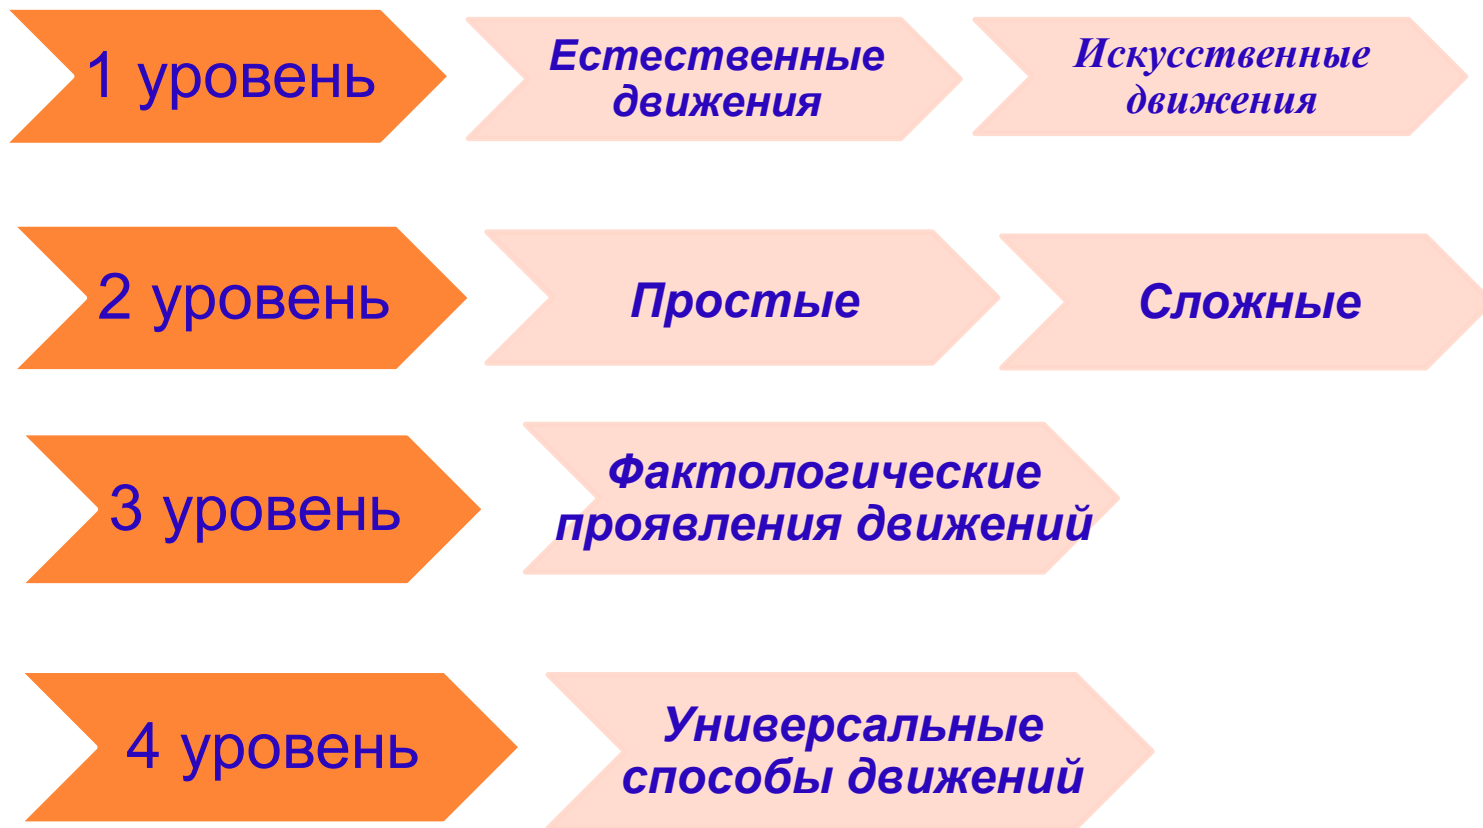 1 уровень
Естественные
движения
Искусственные
движения
2 уровень
Простые
Сложные
3 уровень
Фактологические
проявления движений
4 уровень
Универсальные
способы движений